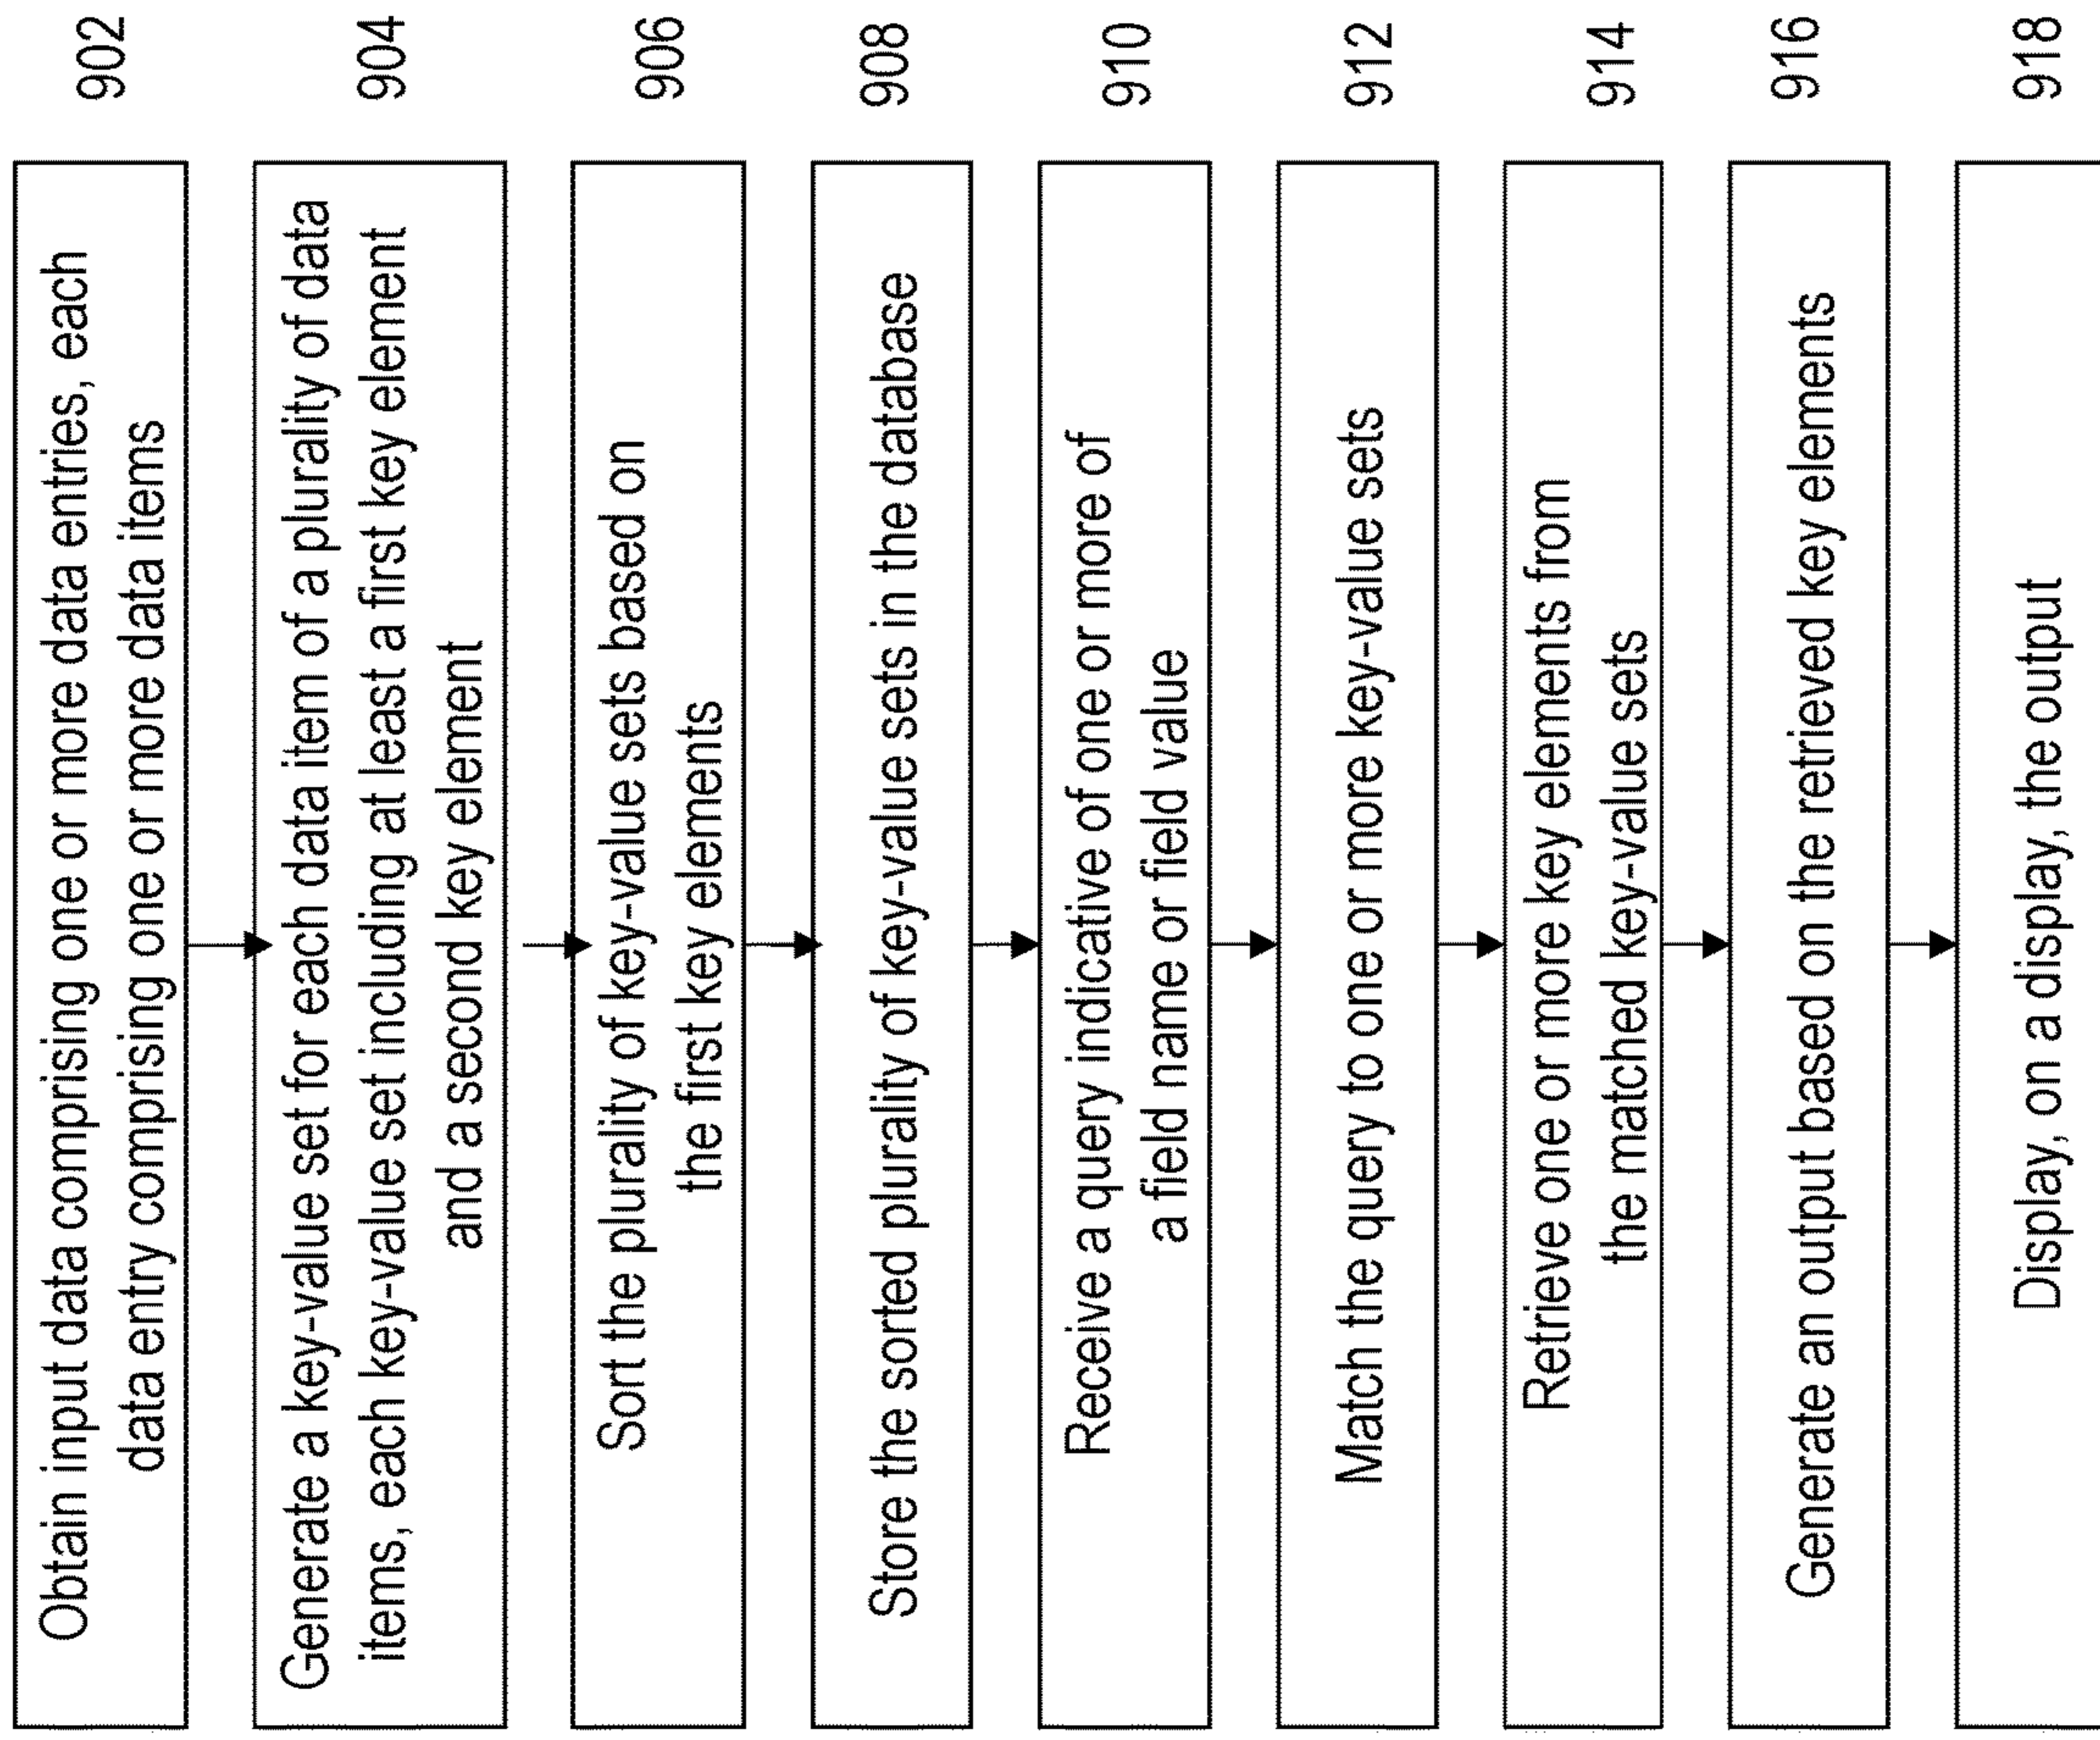 Obtain input data comprising one or more data entries, each
data entry comprising one or more data items
902
Generate a key-value set for each data item of a plurality of data
items, each key-value set including at least a first key element
and a second key element
904
Sort the plurality of key-value sets based on
the first key elements
906
Store the sorted plurality of key-value sets in the database
908
Receive a query indicative of one or more of
a field name or field value
910
Match the query to one or more key-value sets
912
Retrieve one or more key elements from
the matched key-value sets
914
Generate an output based on the retrieved key elements
916
Display, on a display, the output
918